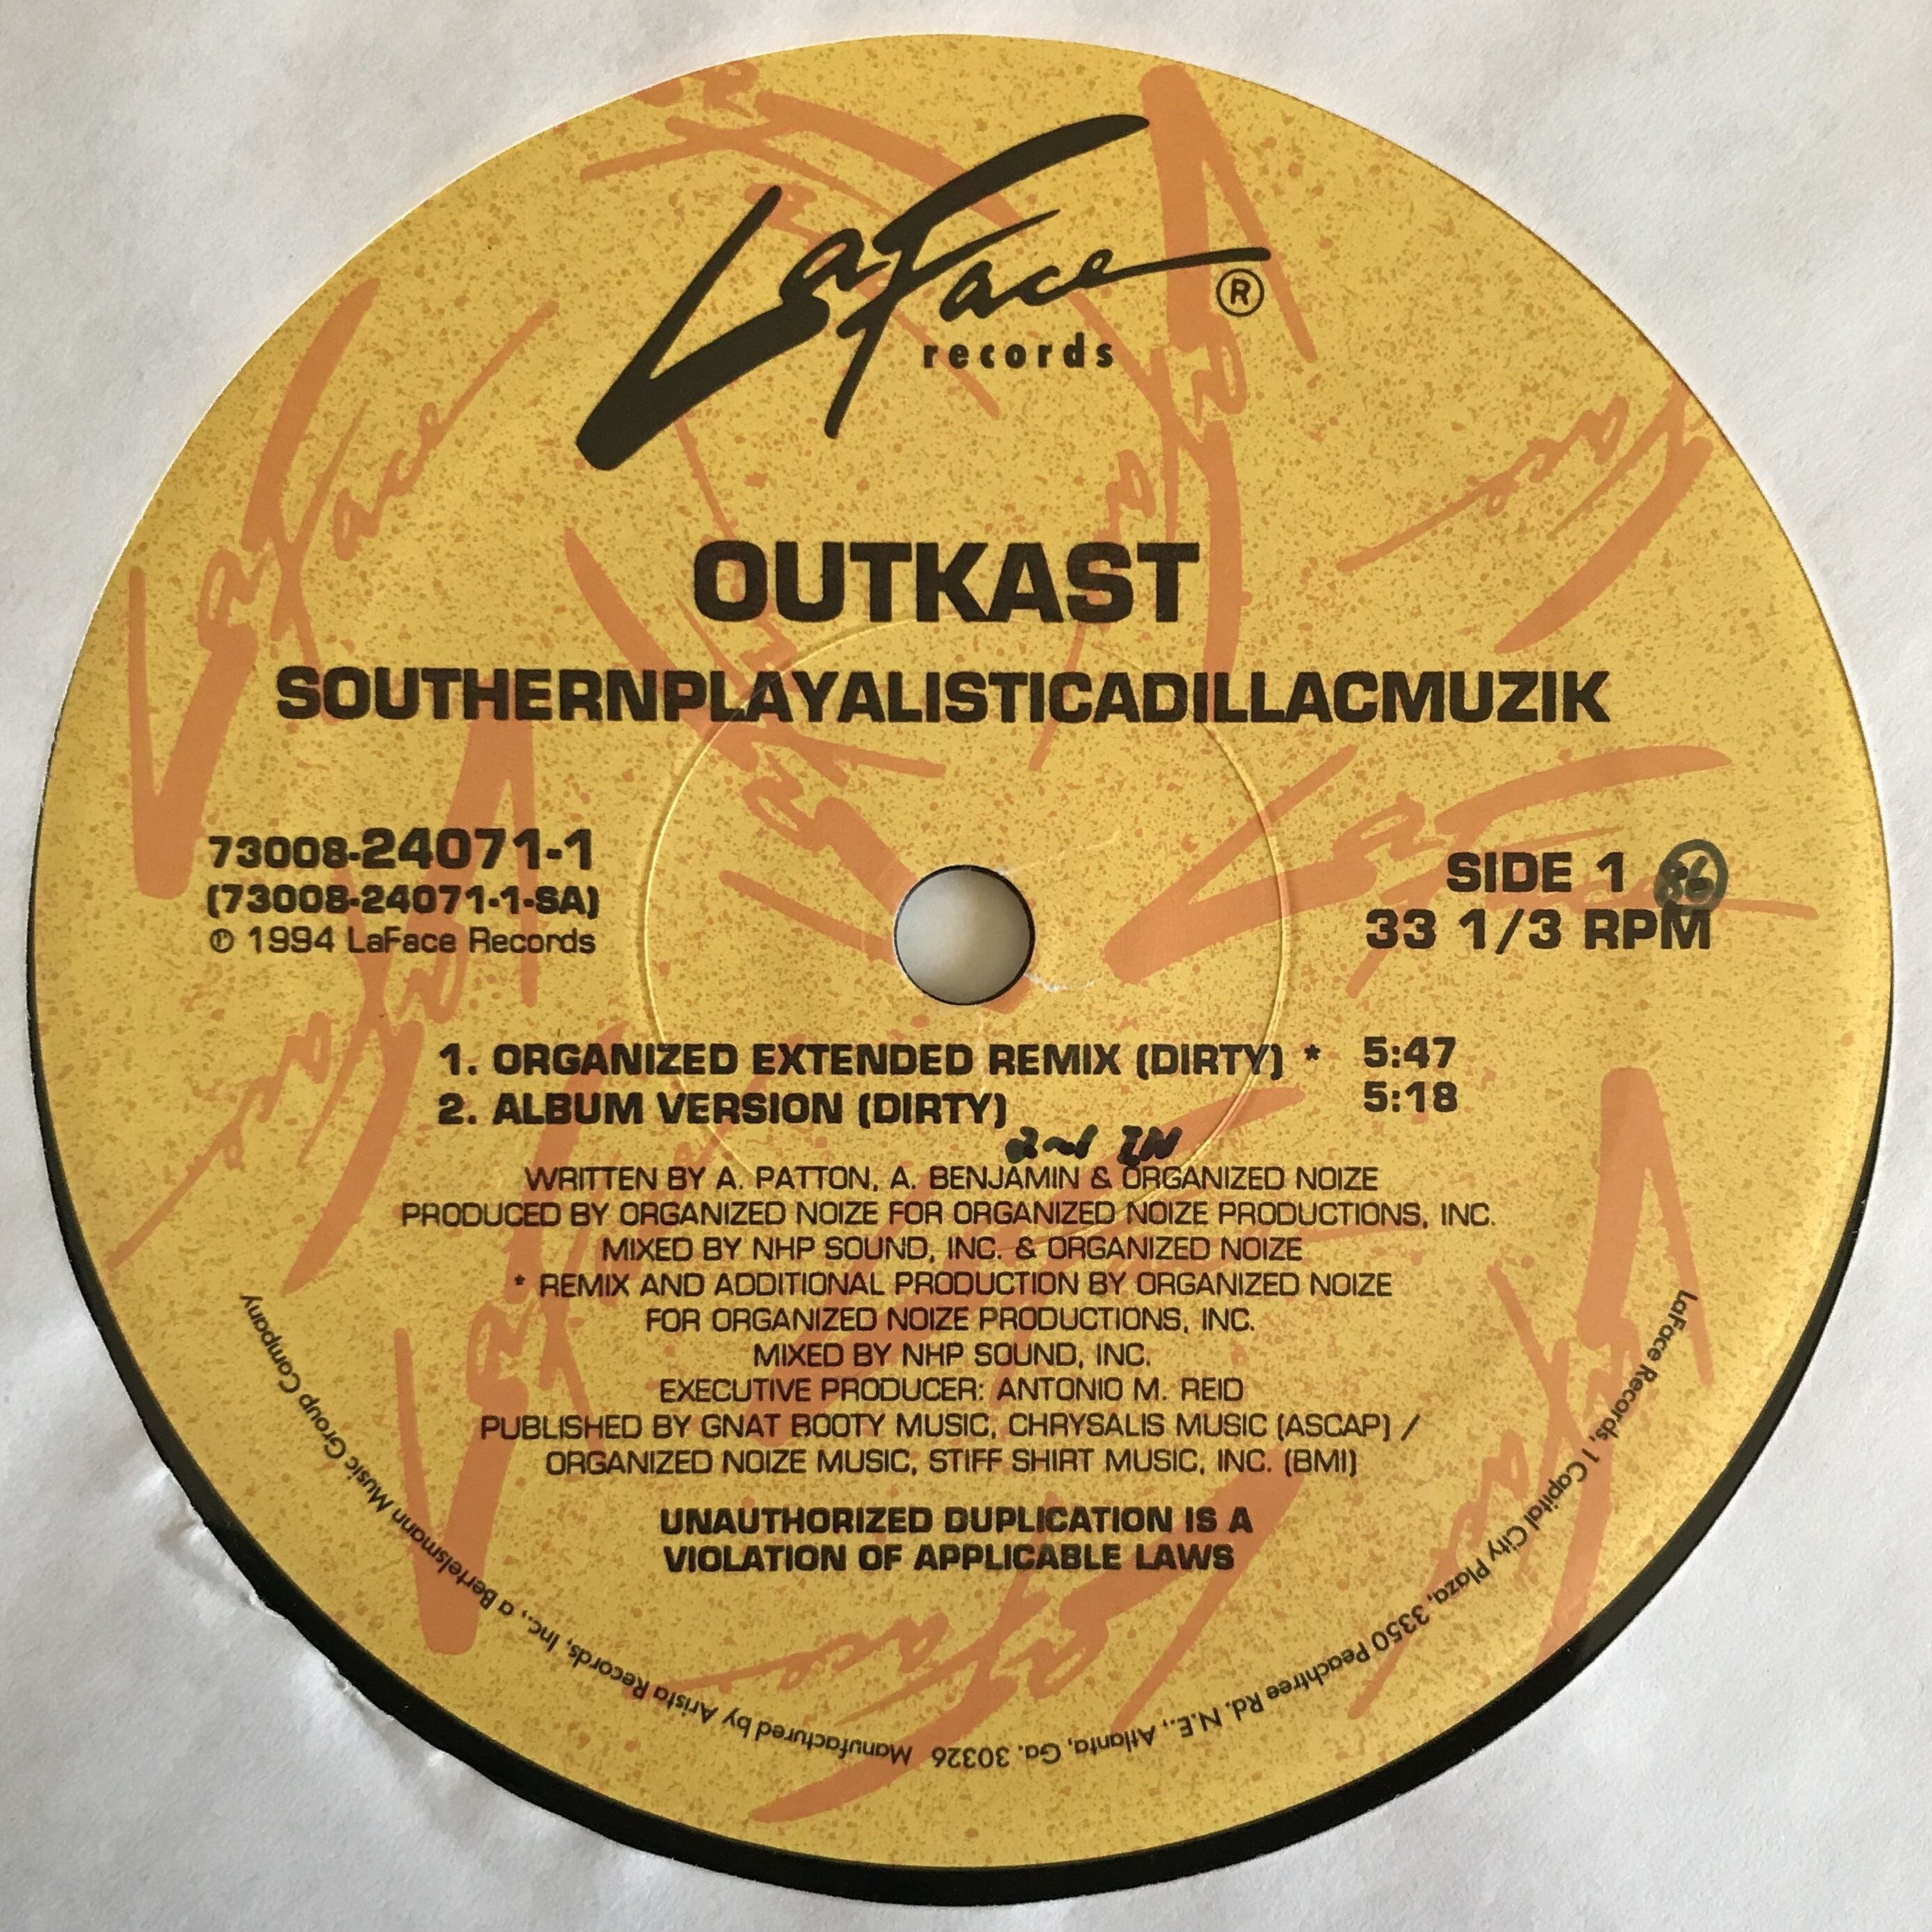 LaFace
records ®
OUTKAST
SOUTHERNPLAYALISTICADILLACMUZIK
73008-24071-1
(73008-24071-1-SA)
℗ 1994 LaFace Records
SIDE 1 86
33 1/3 RPM
1. ORGANIZED EXTENDED REMIX (DIRTY) * 5:47
2. ALBUM VERSION (DIRTY) 5:18
2nd IN
WRITTEN BY A. PATTON, A. BENJAMIN & ORGANIZED NOIZE
PRODUCED BY ORGANIZED NOIZE FOR ORGANIZED NOIZE PRODUCTIONS, INC.
MIXED BY NHP SOUND, INC. & ORGANIZED NOIZE
* REMIX AND ADDITIONAL PRODUCTION BY ORGANIZED NOIZE
FOR ORGANIZED NOIZE PRODUCTIONS, INC.
MIXED BY NHP SOUND, INC.
EXECUTIVE PRODUCER: ANTONIO M. REID
PUBLISHED BY GNAT BOOTY MUSIC, CHRYSALIS MUSIC (ASCAP) /
ORGANIZED NOIZE MUSIC, STIFF SHIRT MUSIC, INC. (BMI)
UNAUTHORIZED DUPLICATION IS A
VIOLATION OF APPLICABLE LAWS
LaFace Records, 1 Capital City Plaza, 3350 Peachtree Rd. N.E., Atlanta, Ga. 30326 Manufactured by Arista Records, Inc., a Bertelsmann Music Group Company